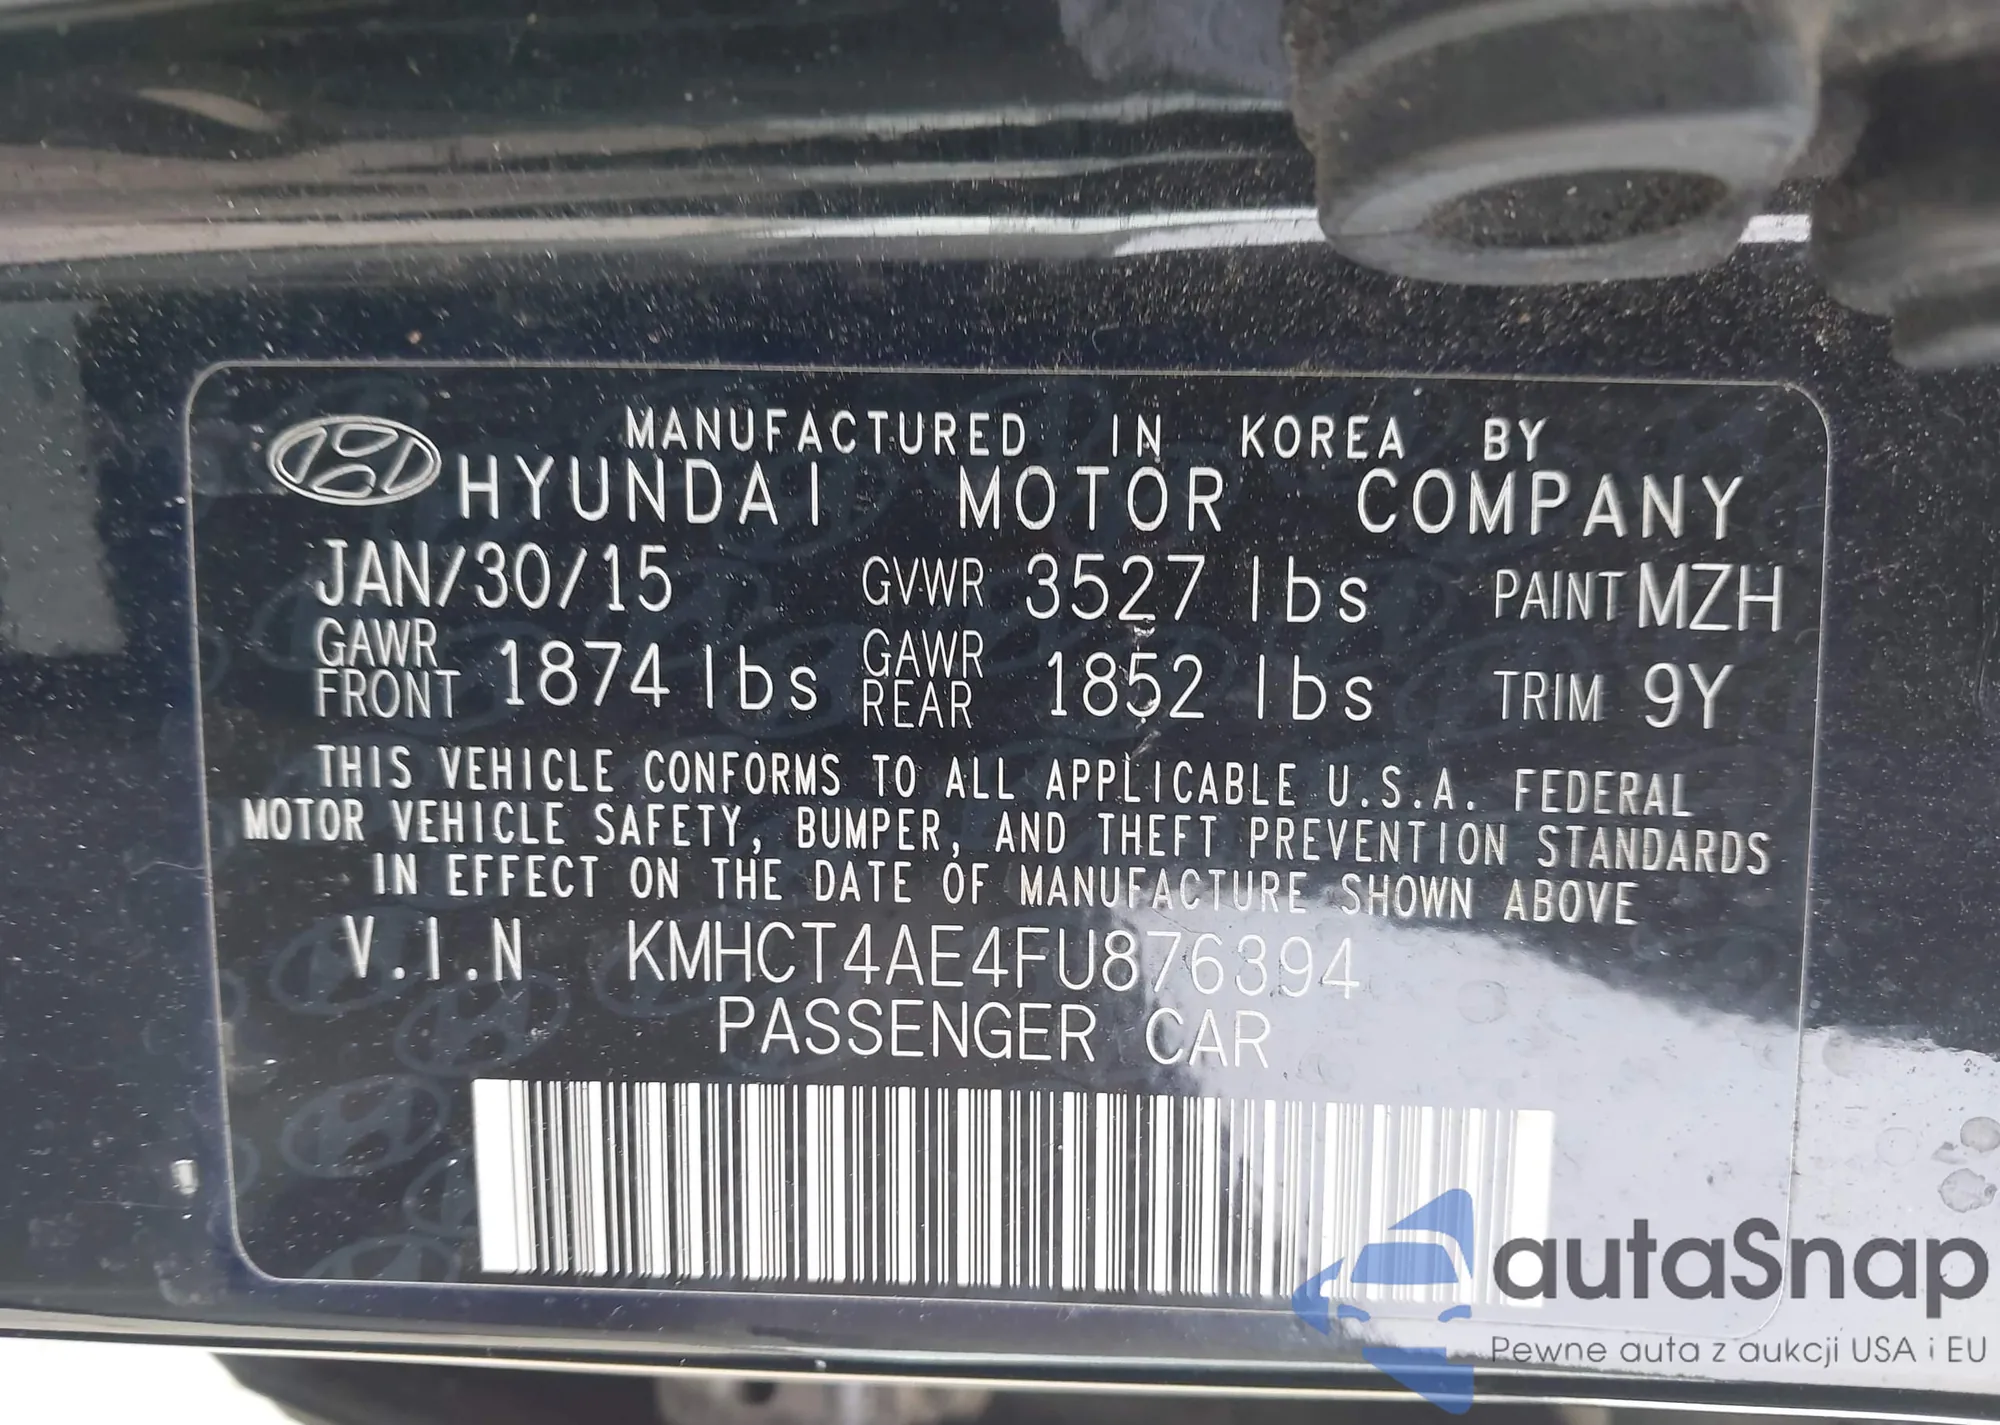 MANUFACTURED IN KOREA BY
HYUNDAI MOTOR COMPANY
JAN/30/15 GVWR 3527 lbs PAINT MZH
GAWR FRONT 1874 lbs GAWR REAR 1852 lbs TRIM 9Y
THIS VEHICLE CONFORMS TO ALL APPLICABLE U.S.A. FEDERAL
MOTOR VEHICLE SAFETY, BUMPER, AND THEFT PREVENTION STANDARDS
IN EFFECT ON THE DATE OF MANUFACTURE SHOWN ABOVE
V.I.N KMHCT4AE4FU876394
PASSENGER CAR
autaSnap
Pewne auta z aukcji USA i EU